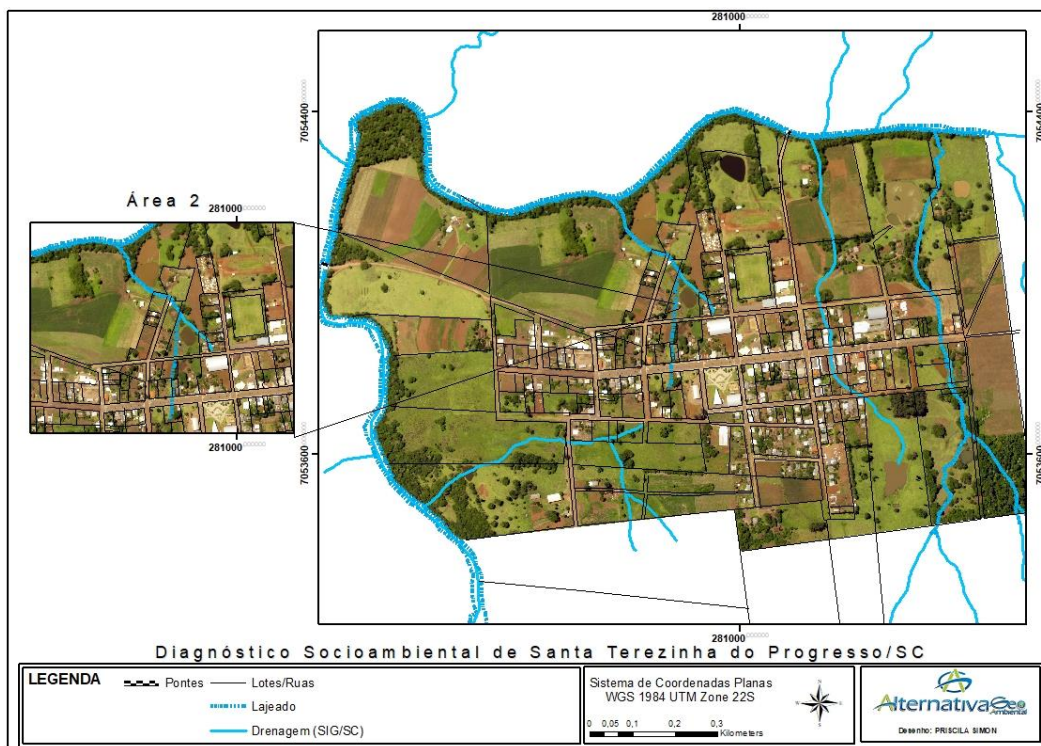 281000
7054400
7054400
Área 2
281000
281000
7053600
7053600
281000
Diagnóstico Socioambiental de Santa Terezinha do Progresso/SC
LEGENDA
Pontes
Lotes/Ruas
Lajeado
Drenagem (SIG/SC)
Sistema de Coordenadas Planas
WGS 1984 UTM Zone 22S
0 0,05 0,1 0,2 0,3
Kilometers
Alternativa Geo
Ambiental
Desenho: PRISCILA SIMON